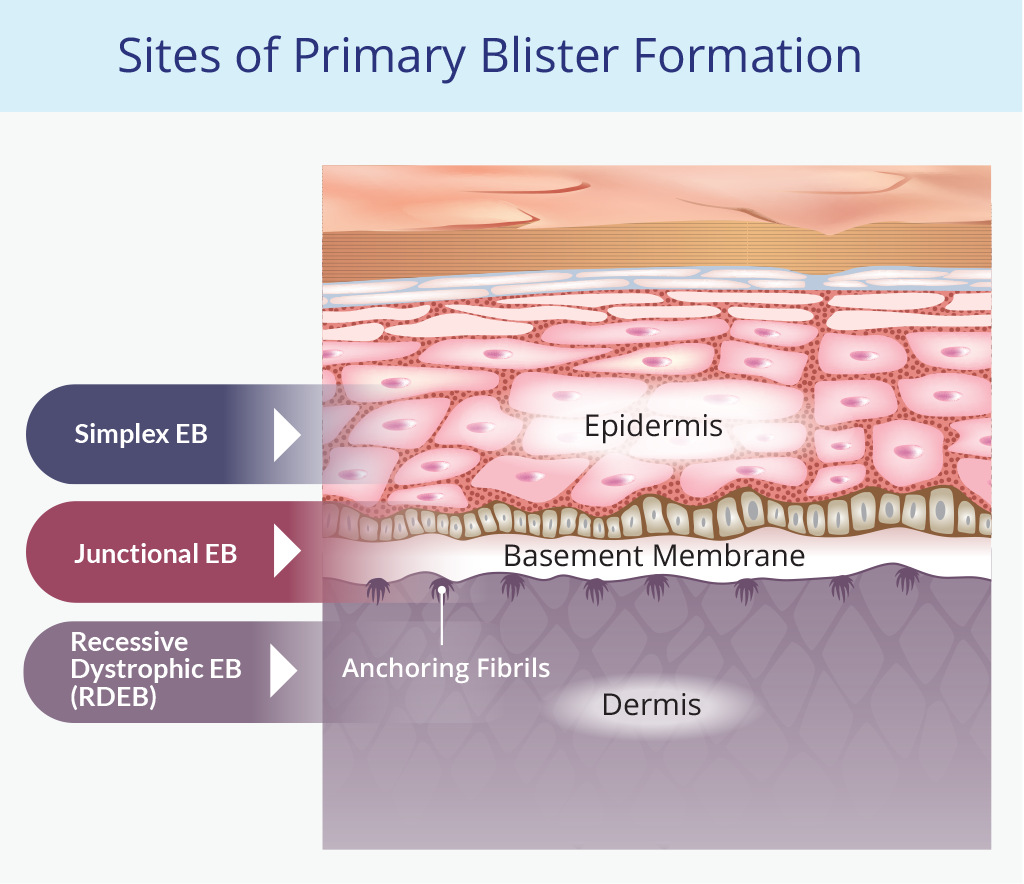 Sites of Primary Blister Formation
Simplex EB
Epidermis
Junctional EB
Basement Membrane
Recessive
Dystrophic EB
(RDEB)
Anchoring Fibrils
Dermis